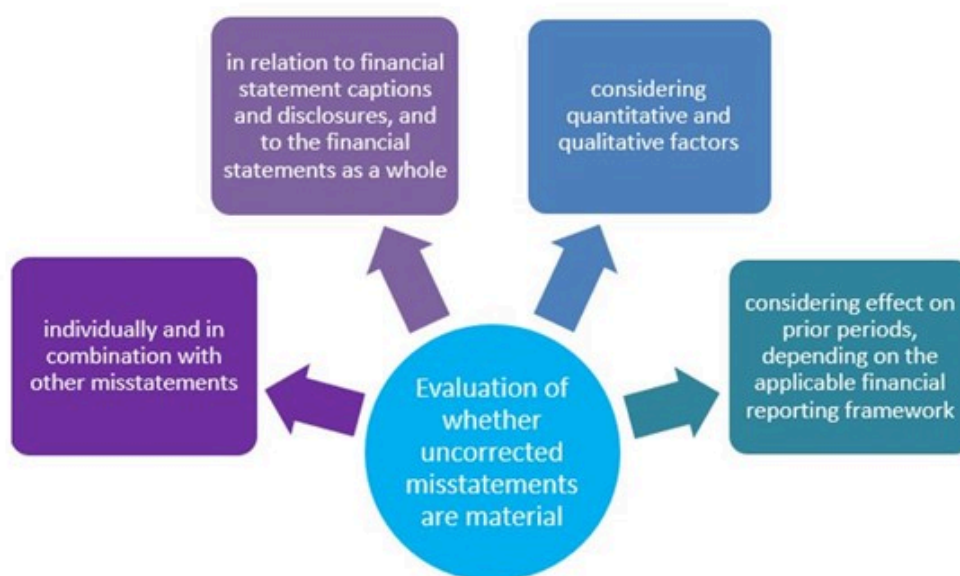 in relation to financial
statement captions
and disclosures, and
to the financial
statements as a whole
considering
quantitative and
qualitative factors
individually and in
combination with
other misstatements
considering effect on
prior periods,
depending on the
applicable financial
reporting framework
Evaluation of
whether
uncorrected
misstatements
are material